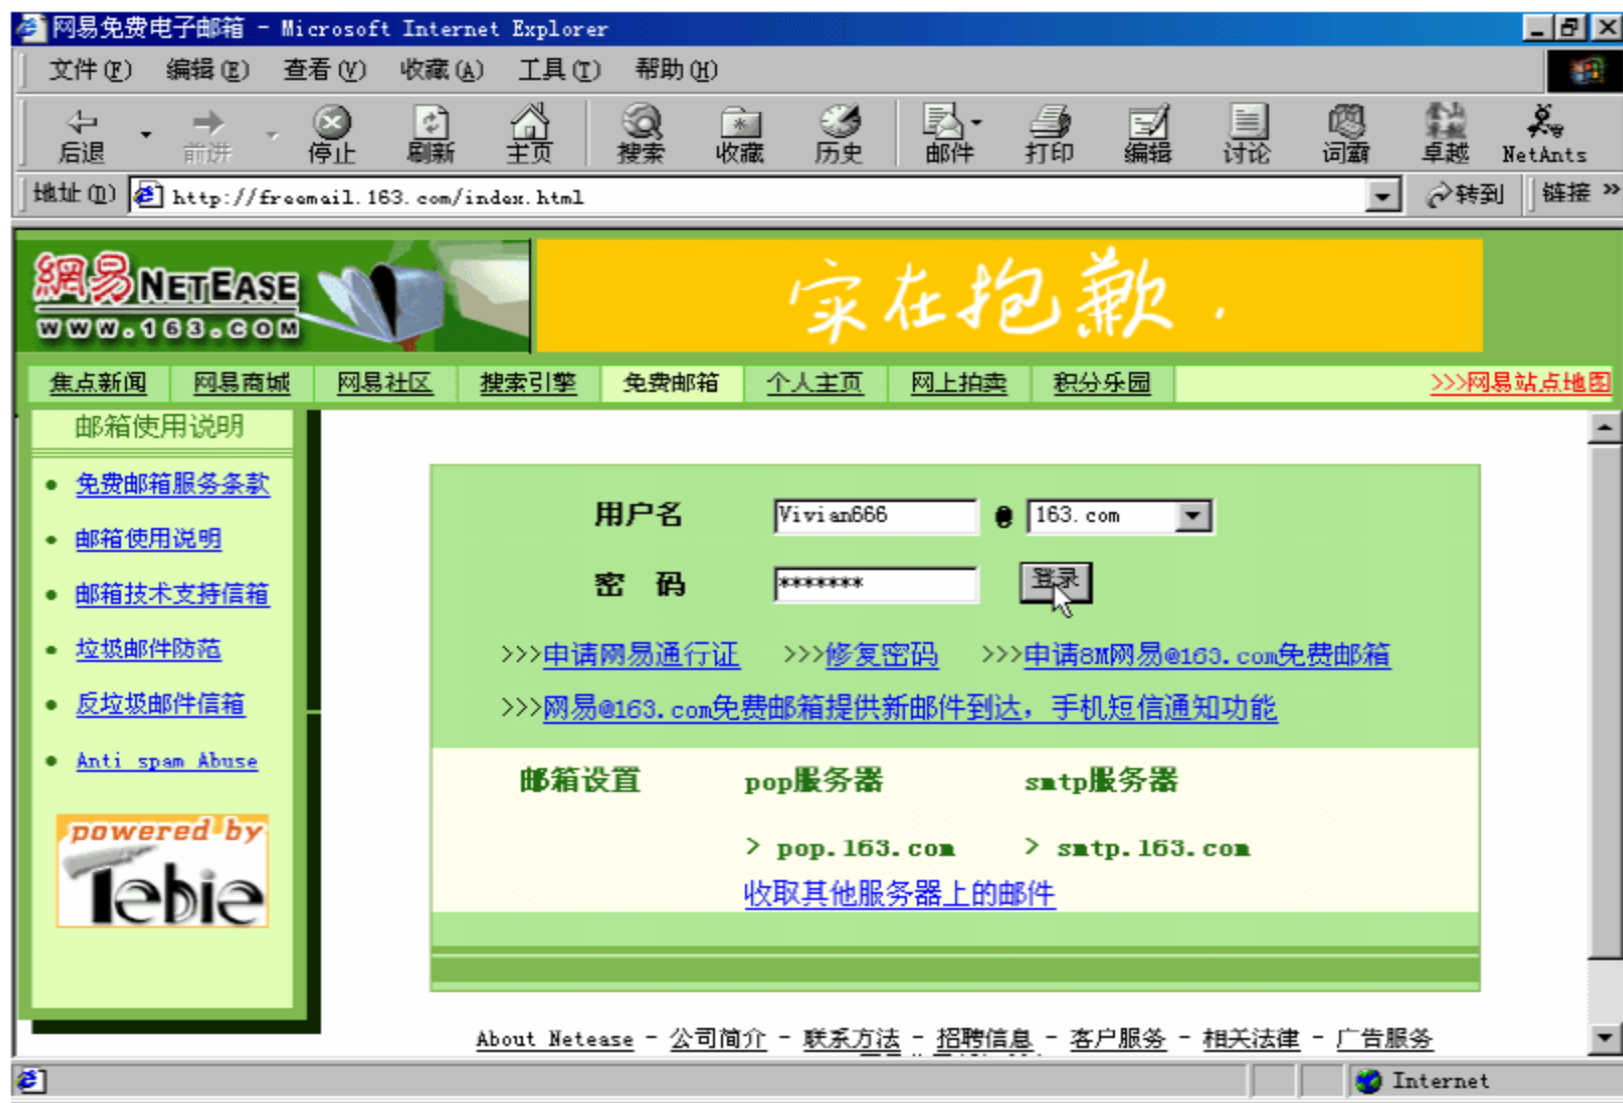 网易免费电子邮箱 - Microsoft Internet Explorer
文件(F) 编辑(E) 查看(V) 收藏(A) 工具(T) 帮助(H)
后退 前进 停止 刷新 主页 搜索 收藏 历史 邮件 打印 编辑 讨论 词霸 卓越 NetAnts
地址(D) http://freemail.163.com/index.html 转到 链接 »
網易 NETEASE
www.163.com
家在抱歉.
焦点新闻 网易商城 网易社区 搜索引擎 免费邮箱 个人主页 网上拍卖 积分乐园 >>>网易站点地图
邮箱使用说明
• 免费邮箱服务条款
• 邮箱使用说明
• 邮箱技术支持信箱
• 垃圾邮件防范
• 反垃圾邮件信箱
• Anti spam Abuse
powered by
Tebie
用户名 Vivian666 @ 163.com
密 码 ******* 登录
>>>申请网易通行证 >>>修复密码 >>>申请8M网易@163.com免费邮箱
>>>网易@163.com免费邮箱提供新邮件到达，手机短信通知功能
邮箱设置 pop服务器 smtp服务器
> pop.163.com > smtp.163.com
收取其他服务器上的邮件
About Netease - 公司简介 - 联系方法 - 招聘信息 - 客户服务 - 相关法律 - 广告服务
Internet